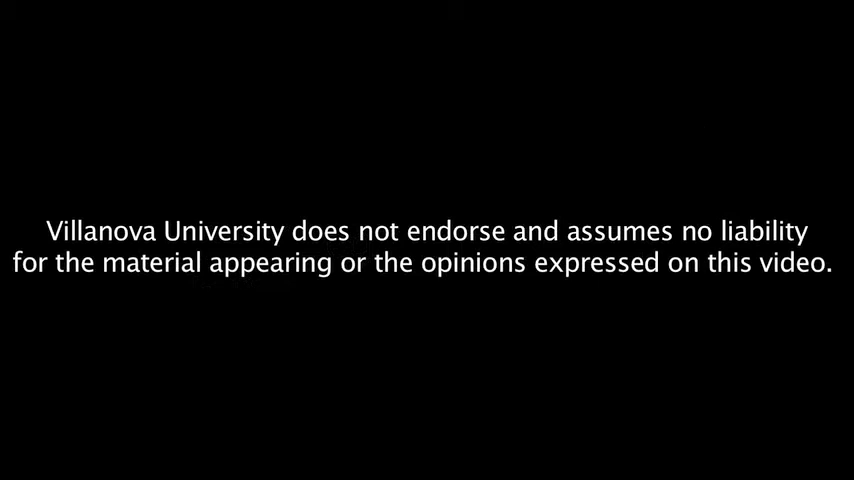 Villanova University does not endorse and assumes no liability
for the material appearing or the opinions expressed on this video.